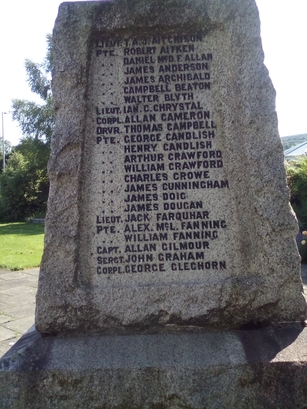 LIEUT. T.A.J. AITCHISON
PTE. ROBERT AITKEN
" DANIEL MCD. F. ALLAN
" JAMES ANDERSON
" JAMES ARCHIBALD
" CAMPBELL BEATON
" WALTER BLYTH
LIEUT. IAN. C. CHRYSTAL
CORPL. ALLAN CAMERON
DRVR. THOMAS CAMPBELL
PTE. GEORGE CANDLISH
" HENRY CANDLISH
" ARTHUR CRAWFORD
" WILLIAM CRAWFORD
" CHARLES CROWE
" JAMES CUNNINGHAM
" JAMES DOIG
" JAMES DOUGAN
LIEUT. JACK FARQUHAR
PTE. ALEX. McL. FANNING
" WILLIAM FANNING
CAPT. ALLAN GILMOUR
SERGT. JOHN GRAHAM
CORPL. GEORGE GLEGHORN